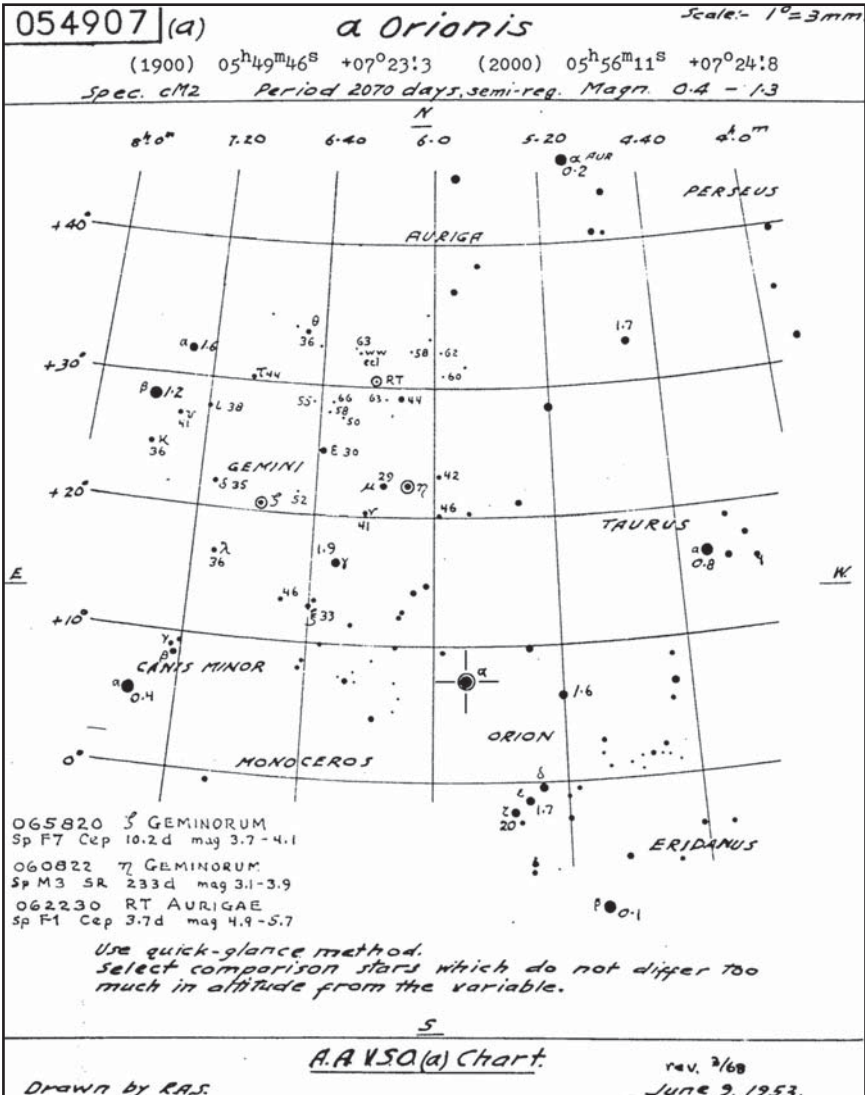 054907 (a) α Orionis Scale:- 1°=3mm
(1900) 05h49m46s +07°23!3 (2000) 05h56m11s +07°24!8
Spec. cM2 Period 2070 days, semi-reg. Magn. 0.4 - 1.3
N
8h0m 7.20 6.40 6.0 5.20 4.40 4h0m
α AUR
0.2
PERSEUS
+40°
AURIGA
θ
36
1.7
α 1.6
63
WW
ecl
58 62
+30°
τ 44
RT
60
β 1.2
ι 38
55 66 63 44
υ
41
58
50
κ
36
ε 30
GEMINI
δ 35
μ 29 η 42
+20°
ζ 52
ν
41
46
TAURUS
λ
36
1.9
γ
α
0.8
γ
E W.
46
ξ 33
+10°
γ
β
CANIS MINOR
α
0.4
α
1.6
ORION
0°
MONOCEROS
δ
ε
ζ 1.7
20
ERIDANUS
ι
β 0.1
065820 ζ GEMINORUM
Sp F7 Cep 10.2d mag 3.7-4.1
060822 η GEMINORUM
Sp M3 SR 233d mag 3.1-3.9
062230 RT AURIGAE
Sp F1 Cep 3.7d mag 4.9-5.7
Use quick-glance method.
Select comparison stars which do not differ too
much in altitude from the variable.
S
A.A.V.S.O.(a) Chart.
rev. 2/68
Drawn by R.A.S. June 9, 1953.